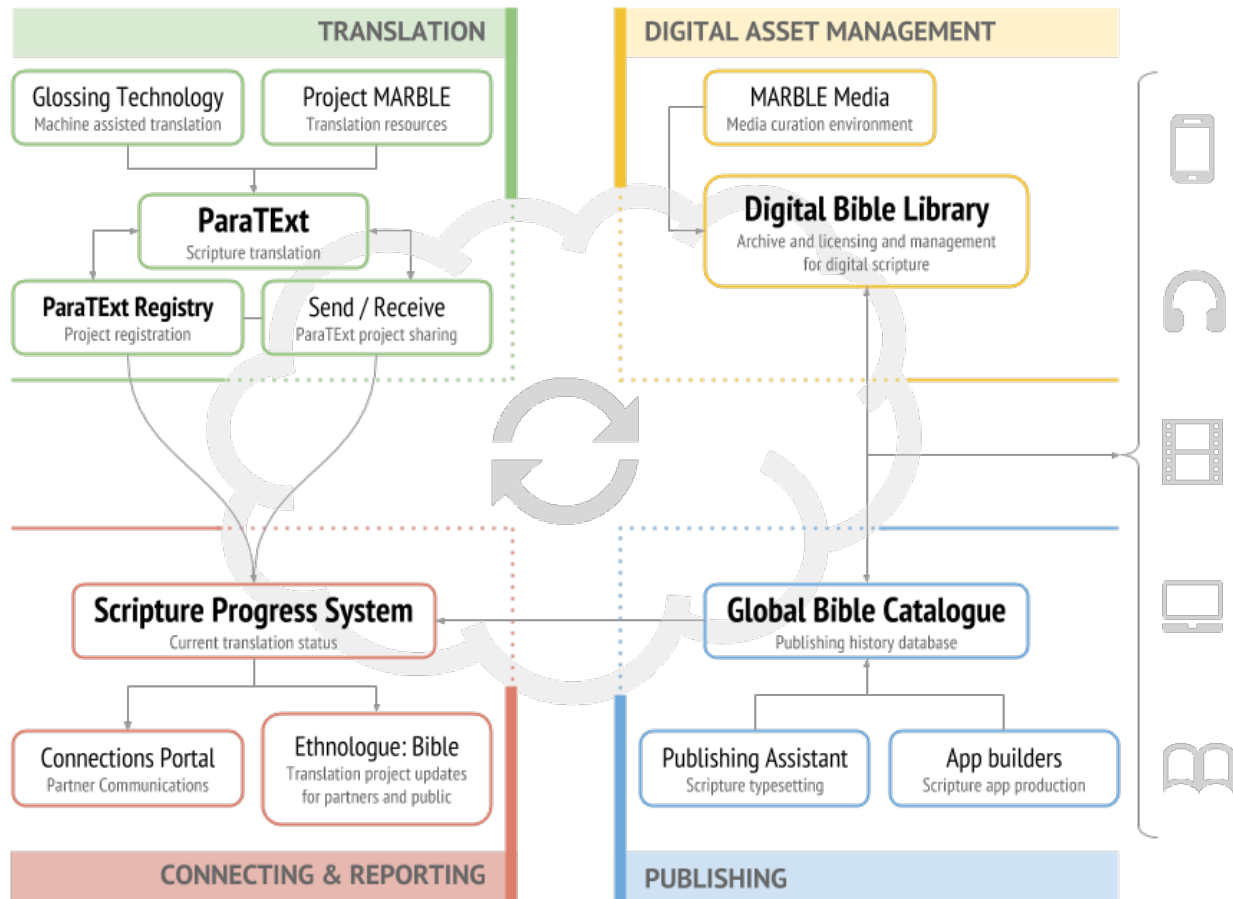 TRANSLATION
Glossing Technology
Machine assisted translation
Project MARBLE
Translation resources
ParaTExt
Scripture translation
ParaTExt Registry
Project registration
Send / Receive
ParaTExt project sharing
DIGITAL ASSET MANAGEMENT
MARBLE Media
Media curation environment
Digital Bible Library
Archive and licensing and management
for digital scripture
Scripture Progress System
Current translation status
Connections Portal
Partner Communications
Ethnologue: Bible
Translation project updates
for partners and public
CONNECTING & REPORTING
Global Bible Catalogue
Publishing history database
Publishing Assistant
Scripture typesetting
App builders
Scripture app production
PUBLISHING